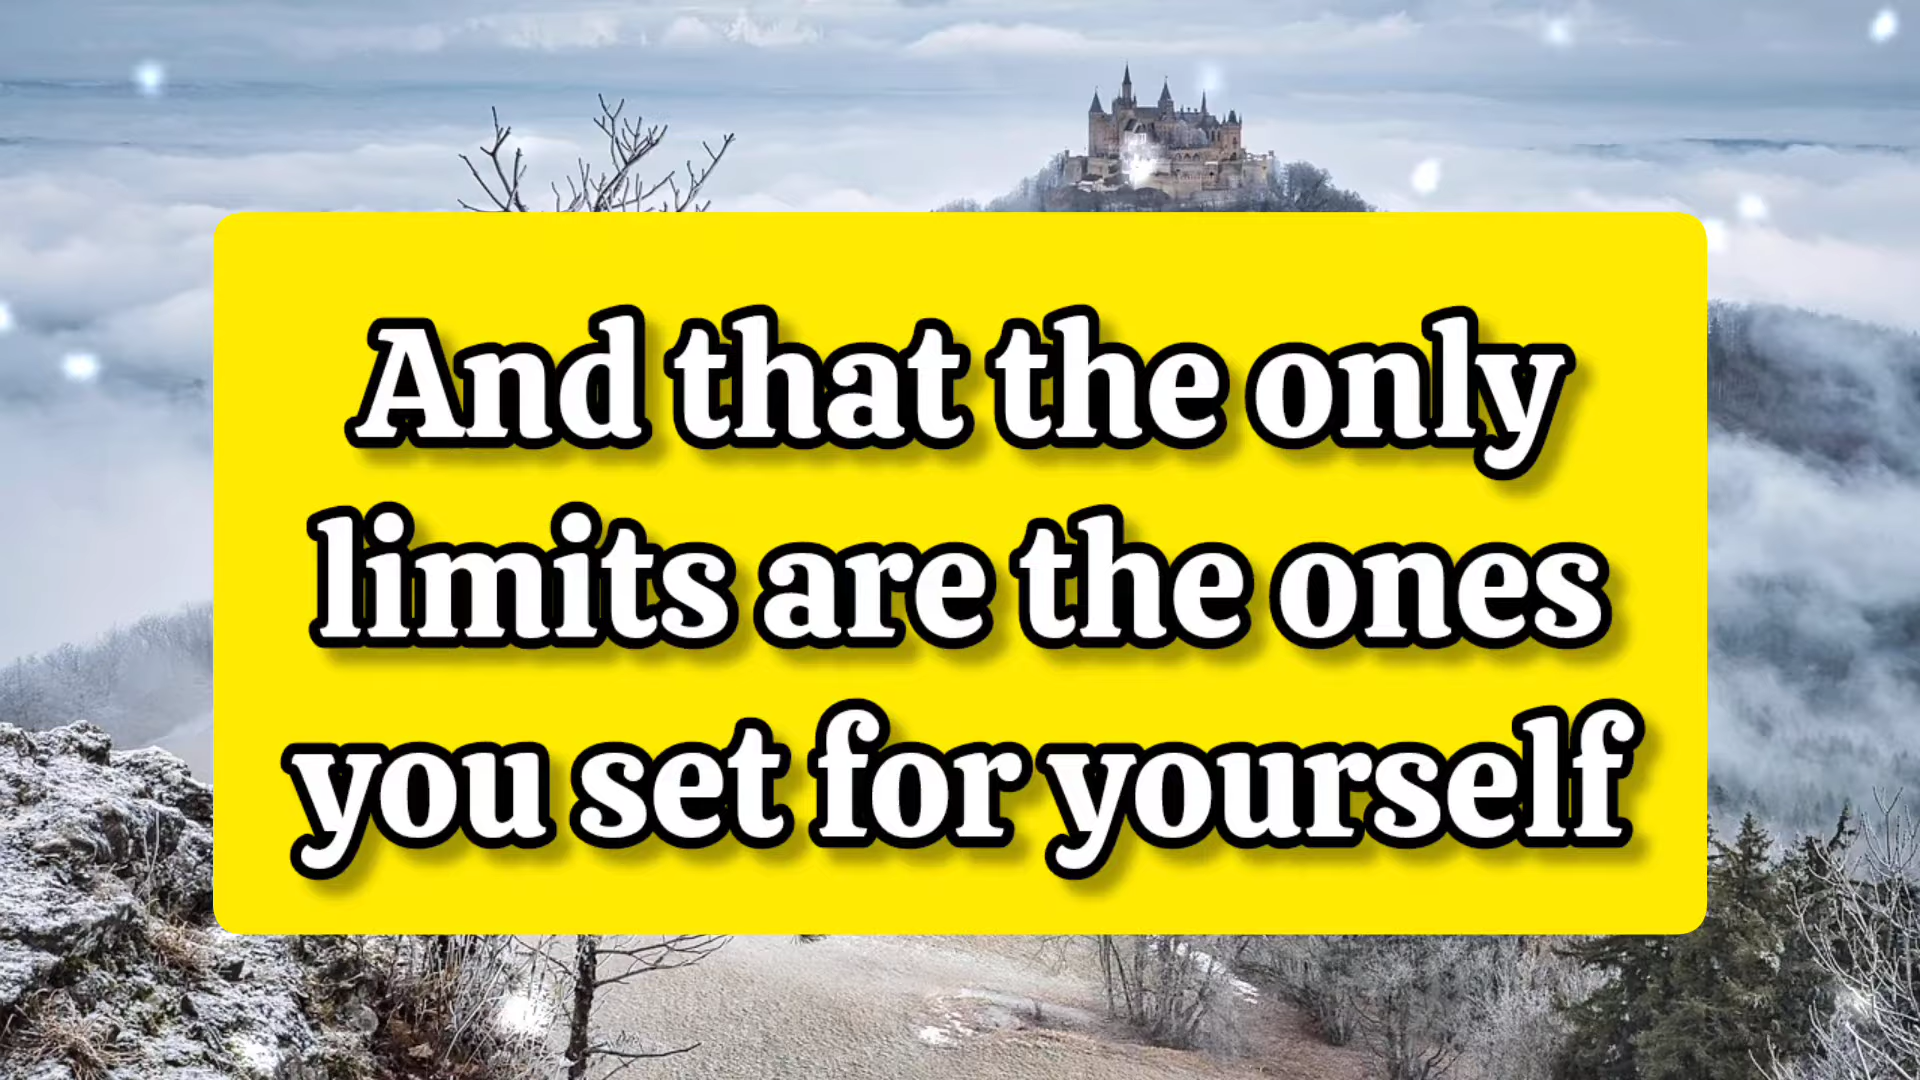 And that the only
limits are the ones
you set for yourself